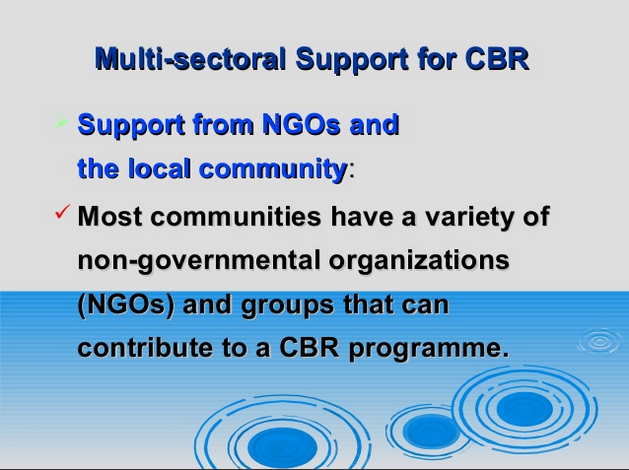 Multi-sectoral Support for CBR
Support from NGOs and
the local community:
Most communities have a variety of
non-governmental organizations
(NGOs) and groups that can
contribute to a CBR programme.